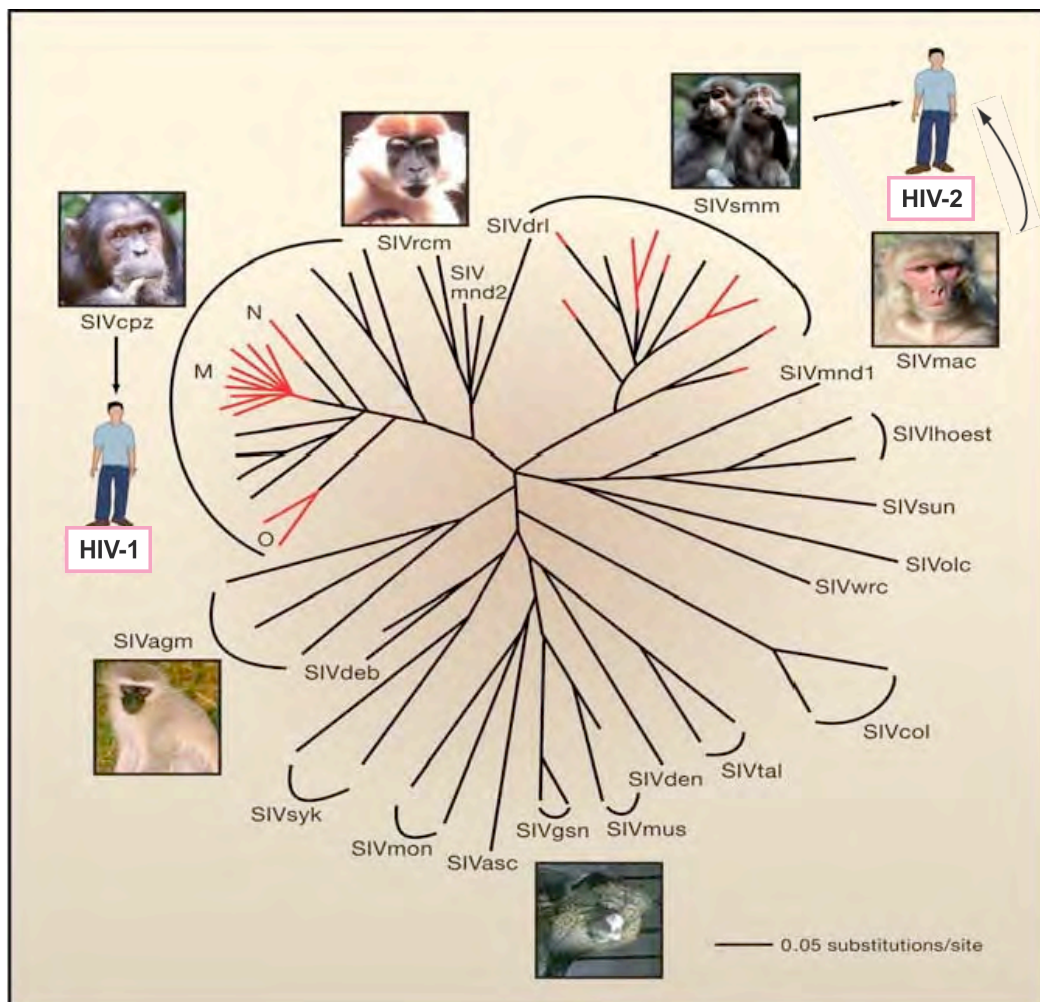 SIVsmm
HIV-2
SIVrcm
SIVdrl
SIV
mnd2
SIVcpz
N
M
SIVmac
SIVmnd1
SIVlhoest
SIVsun
O
HIV-1
SIVolc
SIVwrc
SIVagm
SIVdeb
SIVcol
SIVtal
SIVden
SIVsyk
SIVgsn
SIVmus
SIVmon
SIVasc
0.05 substitutions/site